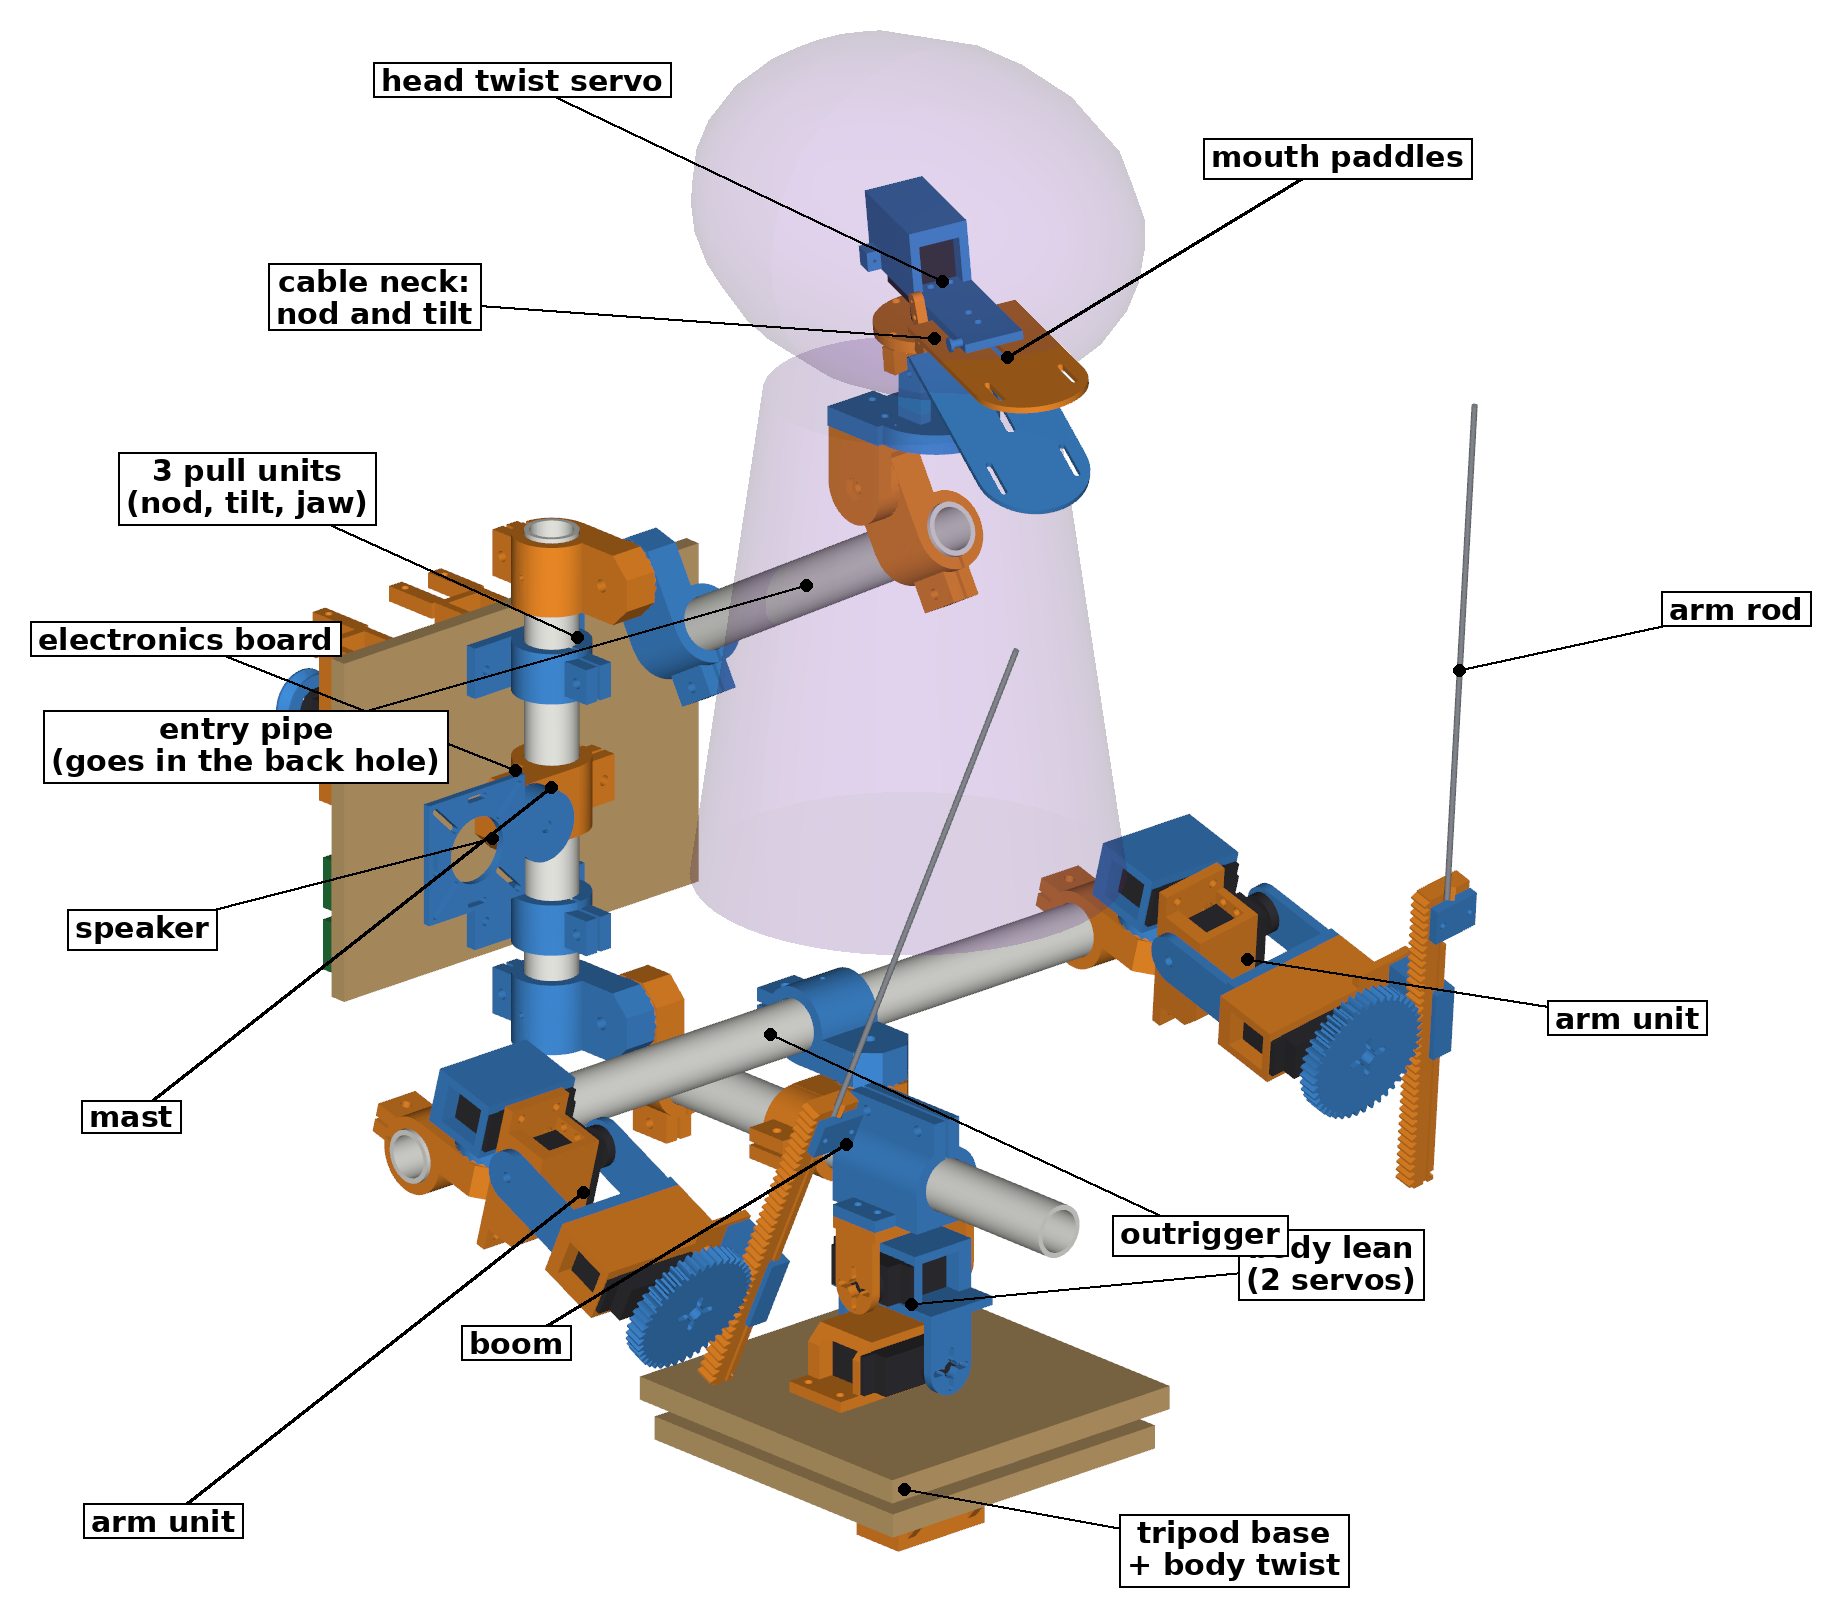 head twist servo
mouth paddles
cable neck:
nod and tilt
3 pull units
(nod, tilt, jaw)
arm rod
electronics board
entry pipe
(goes in the back hole)
speaker
arm unit
mast
outrigger
dy lean
(2 servos)
boom
arm unit
tripod base
+ body twist